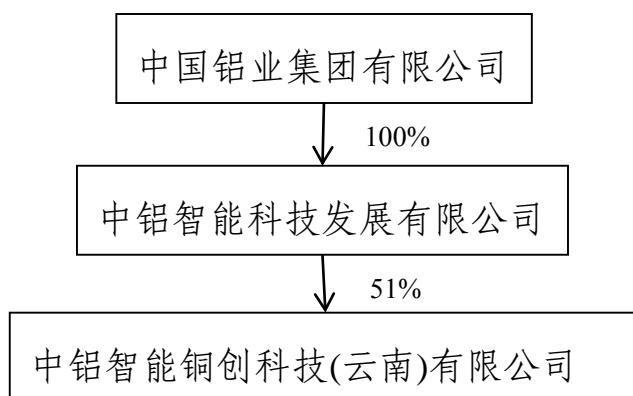 中国铝业集团有限公司
100%
中铝智能科技发展有限公司
51%
中铝智能铜创科技(云南)有限公司